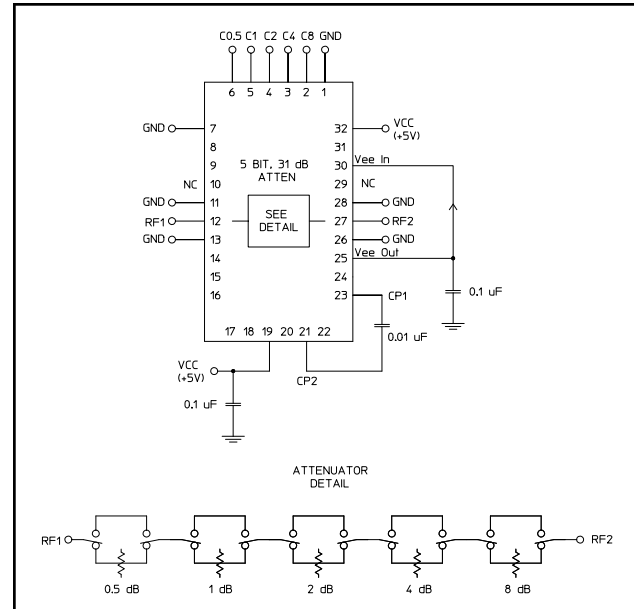 C0.5 C1 C2 C4 C8 GND
6 5 4 3 2 1
GND 7 32 VCC
(+5V)
8 31
9 30 Vee In
5 BIT, 31 dB
ATTEN
NC 10 29 NC
GND 11 28 GND
RF1 12 SEE
DETAIL 27 RF2
GND 13 26 GND
14 25 Vee Out
15 24
16 23 CP1
0.1 uF
17 18 19 20 21 22
0.01 uF
VCC
(+5V)
CP2
0.1 uF
ATTENUATOR
DETAIL
RF1 RF2
0.5 dB 1 dB 2 dB 4 dB 8 dB